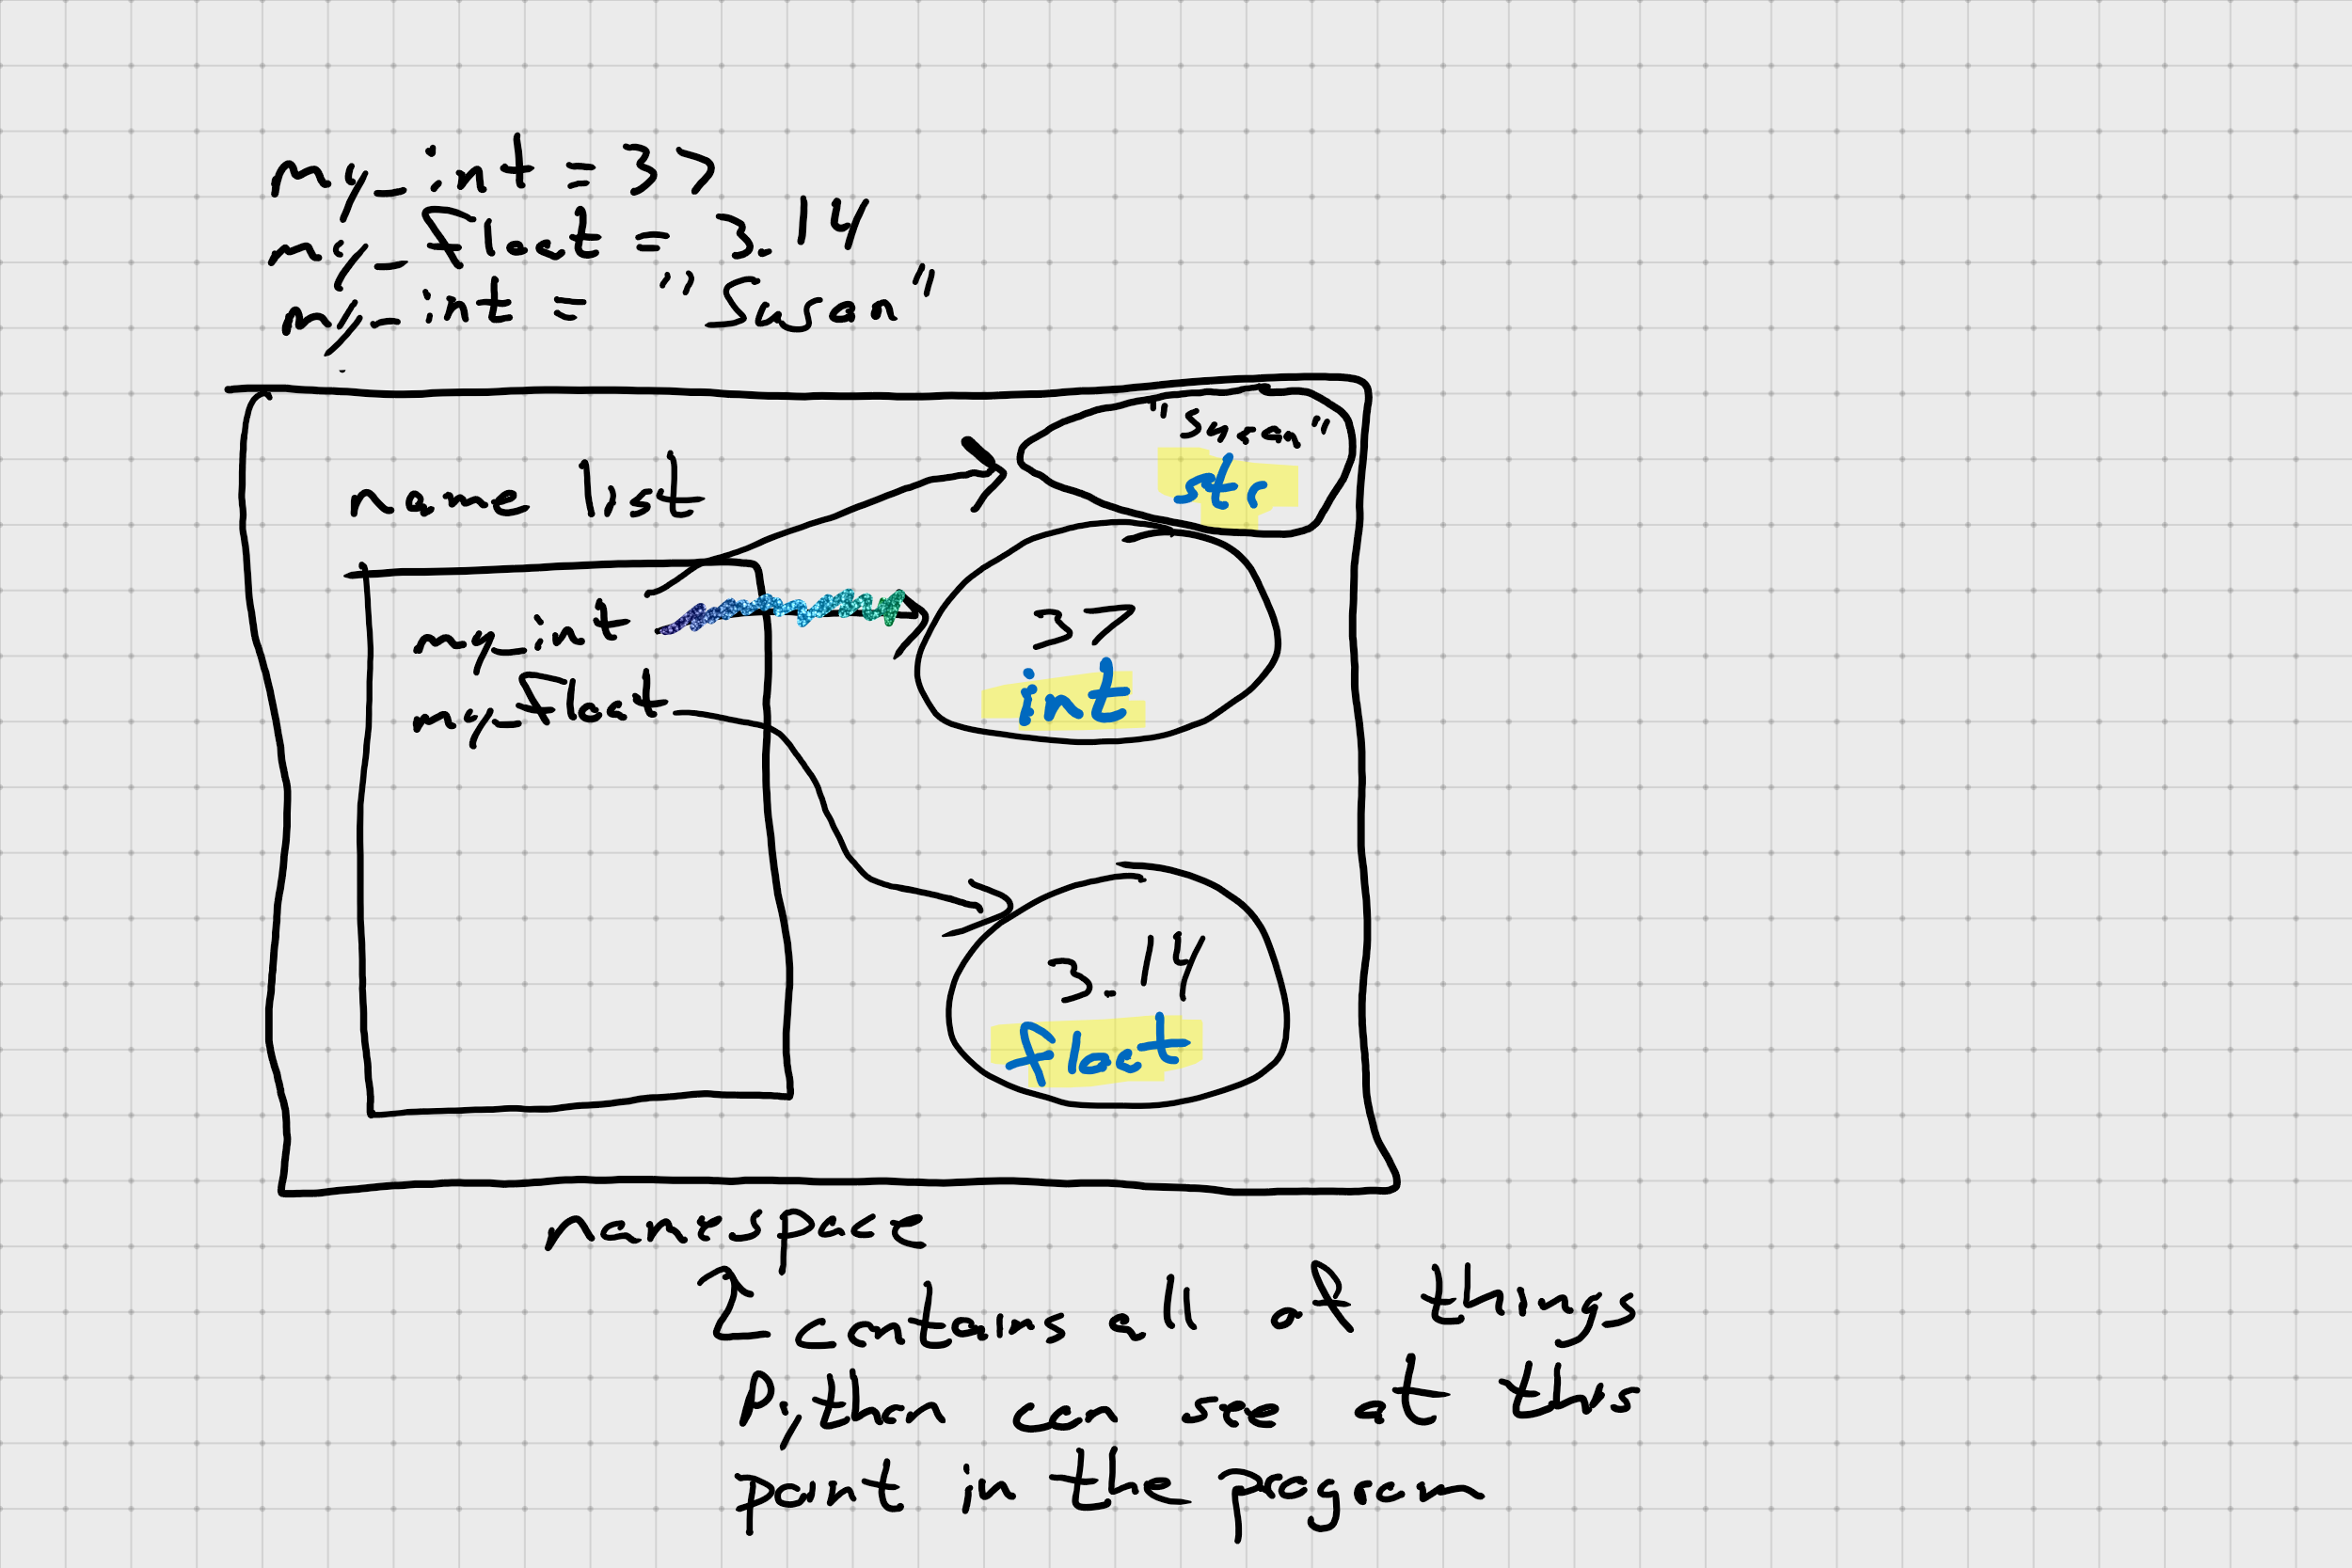 my_int = 37
my_float = 3.14
my_int = "Susan"
name list
"Susan"
str
my_int
37
int
my_float
3.14
float
namespace
contains all of things
Python can see at this
point in the program